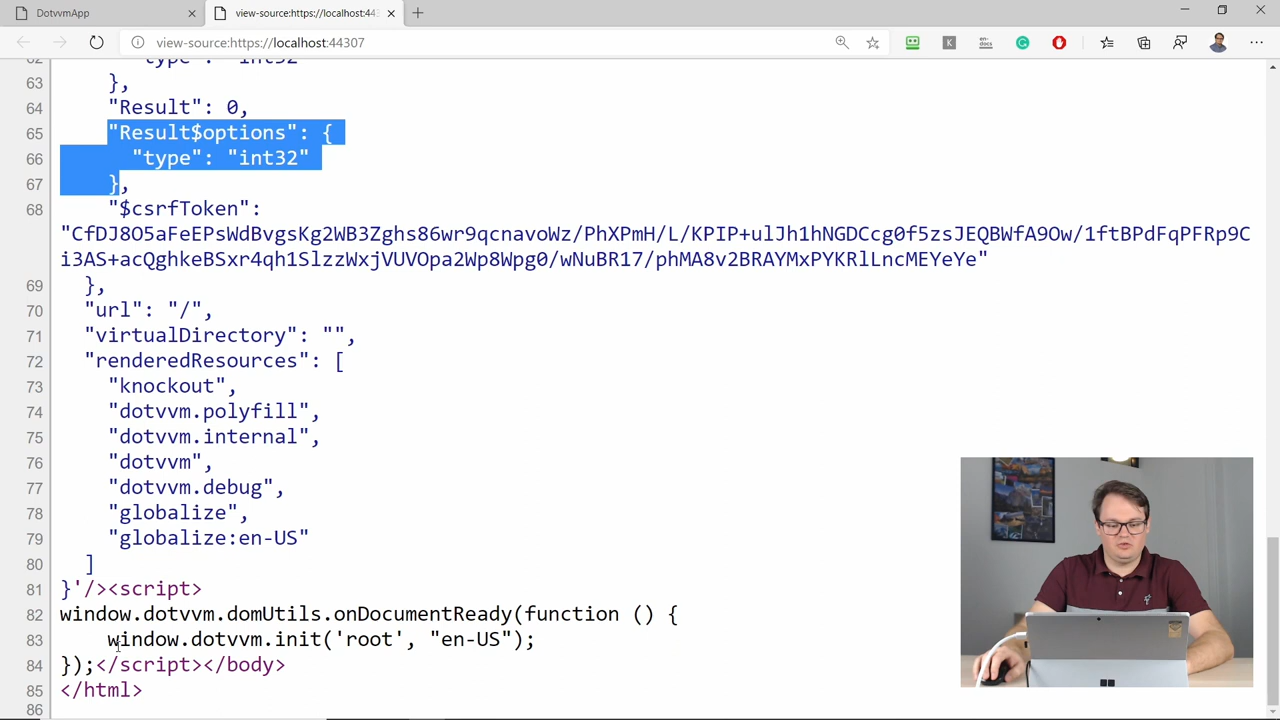 DotvvmApp
view-source:https://localhost:443
view-source:https://localhost:44307
62 "type": "int32"
63 },
64 "Result": 0,
65 "Result$options": {
66 "type": "int32"
67 },
68 "$csrfToken":
"CfDJ8O5aFeEPsWdBvgsKg2WB3Zghs86wr9qcnavoWz/PhXPmH/L/KPIP+ulJh1hNGDCcg0f5zsJEQBWfA9Ow/1ftBPdFqPFRp9C
i3AS+acQghkeBSxr4qh1SlzzWxjVUVOpa2Wp8Wpg0/wNuBR17/phMA8v2BRAYMxPYKRlLncMEYeYe"
69 },
70 "url": "/",
71 "virtualDirectory": "",
72 "renderedResources": [
73 "knockout",
74 "dotvvm.polyfill",
75 "dotvvm.internal",
76 "dotvvm",
77 "dotvvm.debug",
78 "globalize",
79 "globalize:en-US"
80 ]
81 }'/><script>
82 window.dotvvm.domUtils.onDocumentReady(function () {
83 window.dotvvm.init('root', "en-US");
84 });</script></body>
85 </html>
86